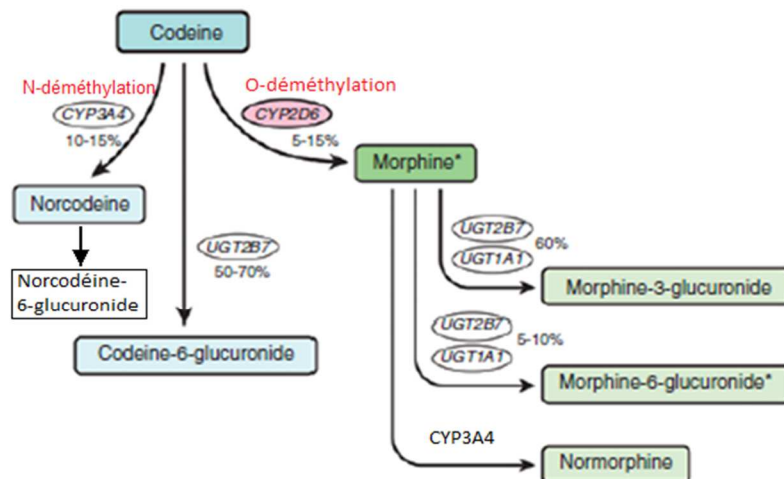 Codeine
N-déméthylation
O-déméthylation
CYP3A4
10-15%
CYP2D6
5-15%
Morphine*
Norcodeine
UGT2B7
50-70%
UGT2B7
UGT1A1
60%
Norcodéine-
6-glucuronide
Morphine-3-glucuronide
UGT2B7
UGT1A1
5-10%
Codeine-6-glucuronide
Morphine-6-glucuronide*
CYP3A4
Normorphine